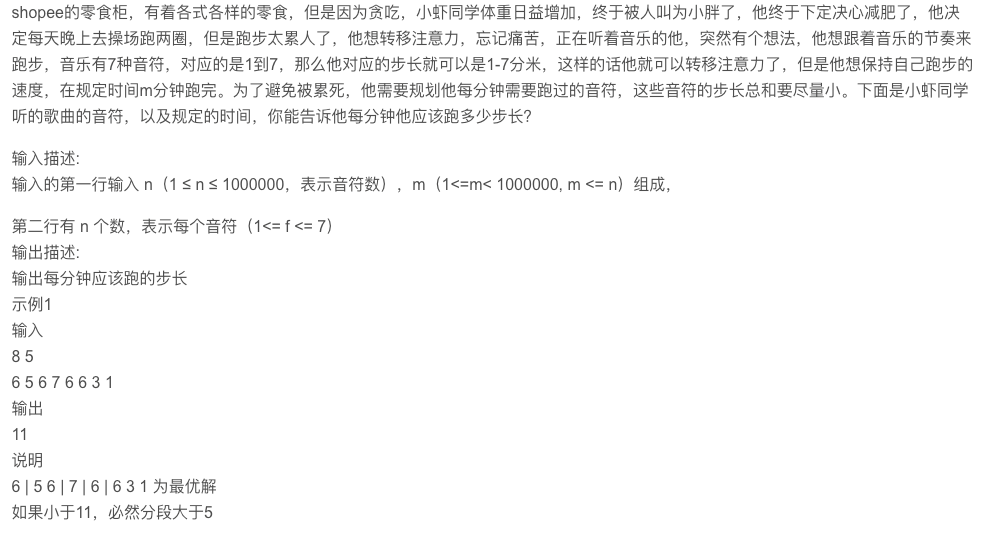 shopee的零食柜，有着各式各样的零食，但是因为贪吃，小虾同学体重日益增加，终于被人叫为小胖了，他终于下定决心减肥了，他决
定每天晚上去操场跑两圈，但是跑步太累人了，他想转移注意力，忘记痛苦，正在听着音乐的他，突然有个想法，他想跟着音乐的节奏来
跑步，音乐有7种音符，对应的是1到7，那么他对应的步长就可以是1-7分米，这样的话他就可以转移注意力了，但是他想保持自己跑步的
速度，在规定时间m分钟跑完。为了避免被累死，他需要规划他每分钟需要跑过的音符，这些音符的步长总和要尽量小。下面是小虾同学
听的歌曲的音符，以及规定的时间，你能告诉他每分钟他应该跑多少步长？
输入描述:
输入的第一行输入 n（1 ≤ n ≤ 1000000，表示音符数），m（1<=m< 1000000, m <= n）组成，
第二行有 n 个数，表示每个音符（1<= f <= 7）
输出描述:
输出每分钟应该跑的步长
示例1
输入
8 5
6 5 6 7 6 6 3 1
输出
11
说明
6 | 5 6 | 7 | 6 | 6 3 1 为最优解
如果小于11，必然分段大于5